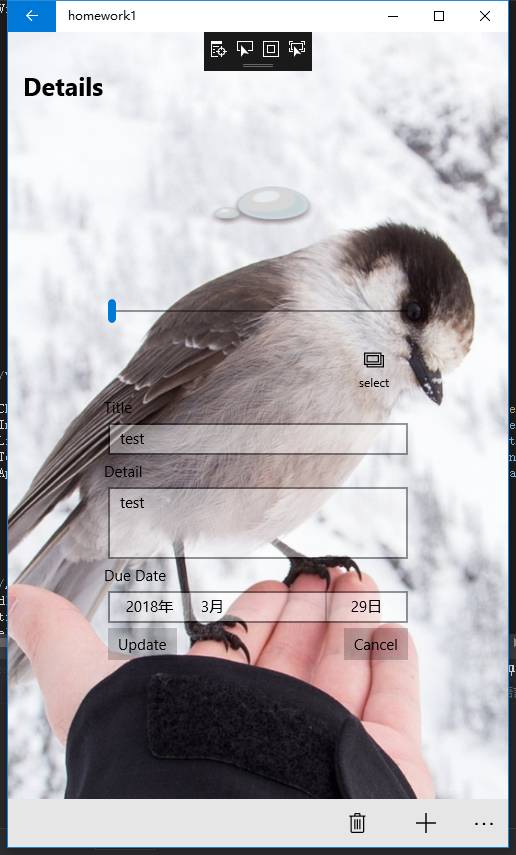 homework1
Details
select
Title
test
Detail
test
Due Date
2018年 3月 29日
Update Cancel